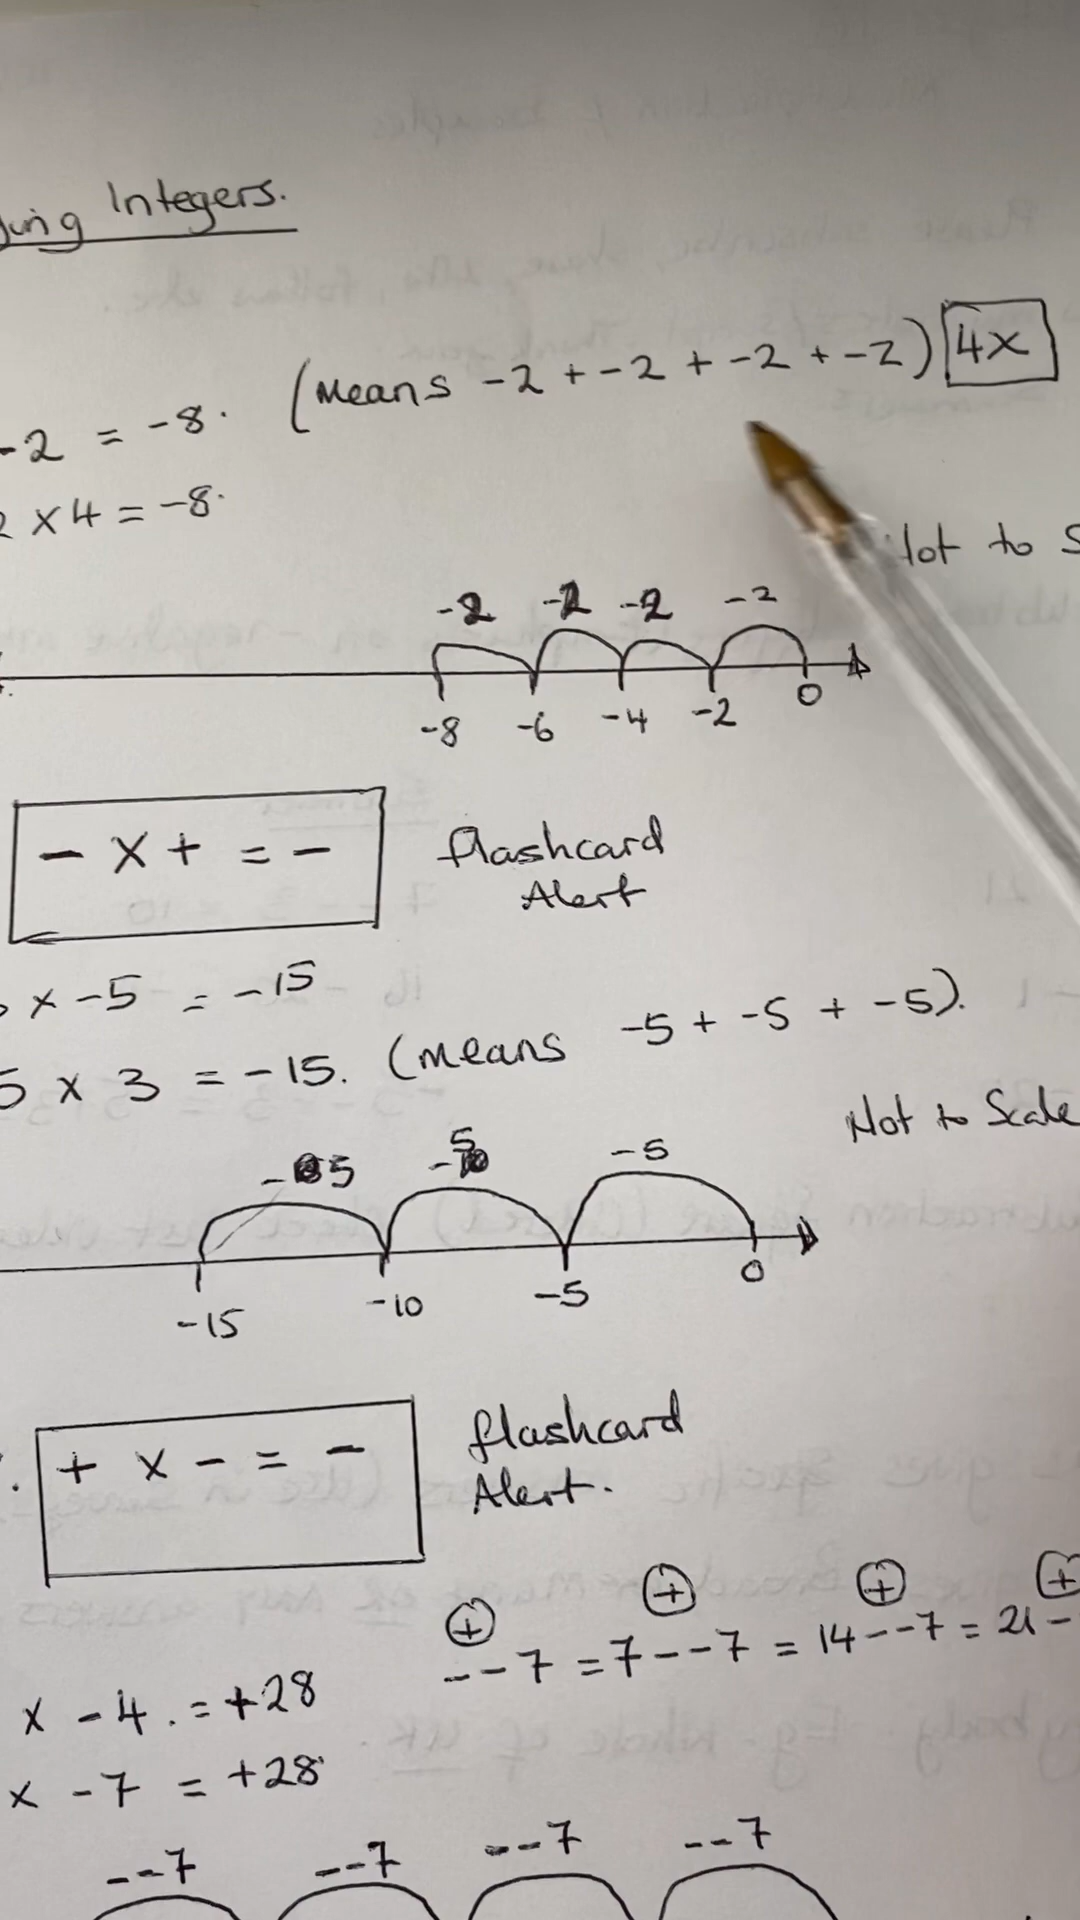 Integers.
-2 = -8. (means -2 + -2 + -2 + -2) 4x
x 4 = -8.
Not to S
-2 -2 -2 -2
-8 -6 -4 -2 0
- x + = - flashcard
Alert
x -5 = -15
5 x 3 = -15. (means -5 + -5 + -5).
Not to Scale
-5 -5 -5
-15 -10 -5 0
+ x - = - flashcard
Alert.
+ + + +
--7 = 7--7 = 14--7 = 21-
x -4. = +28
x -7 = +28
--7 --7 --7 --7